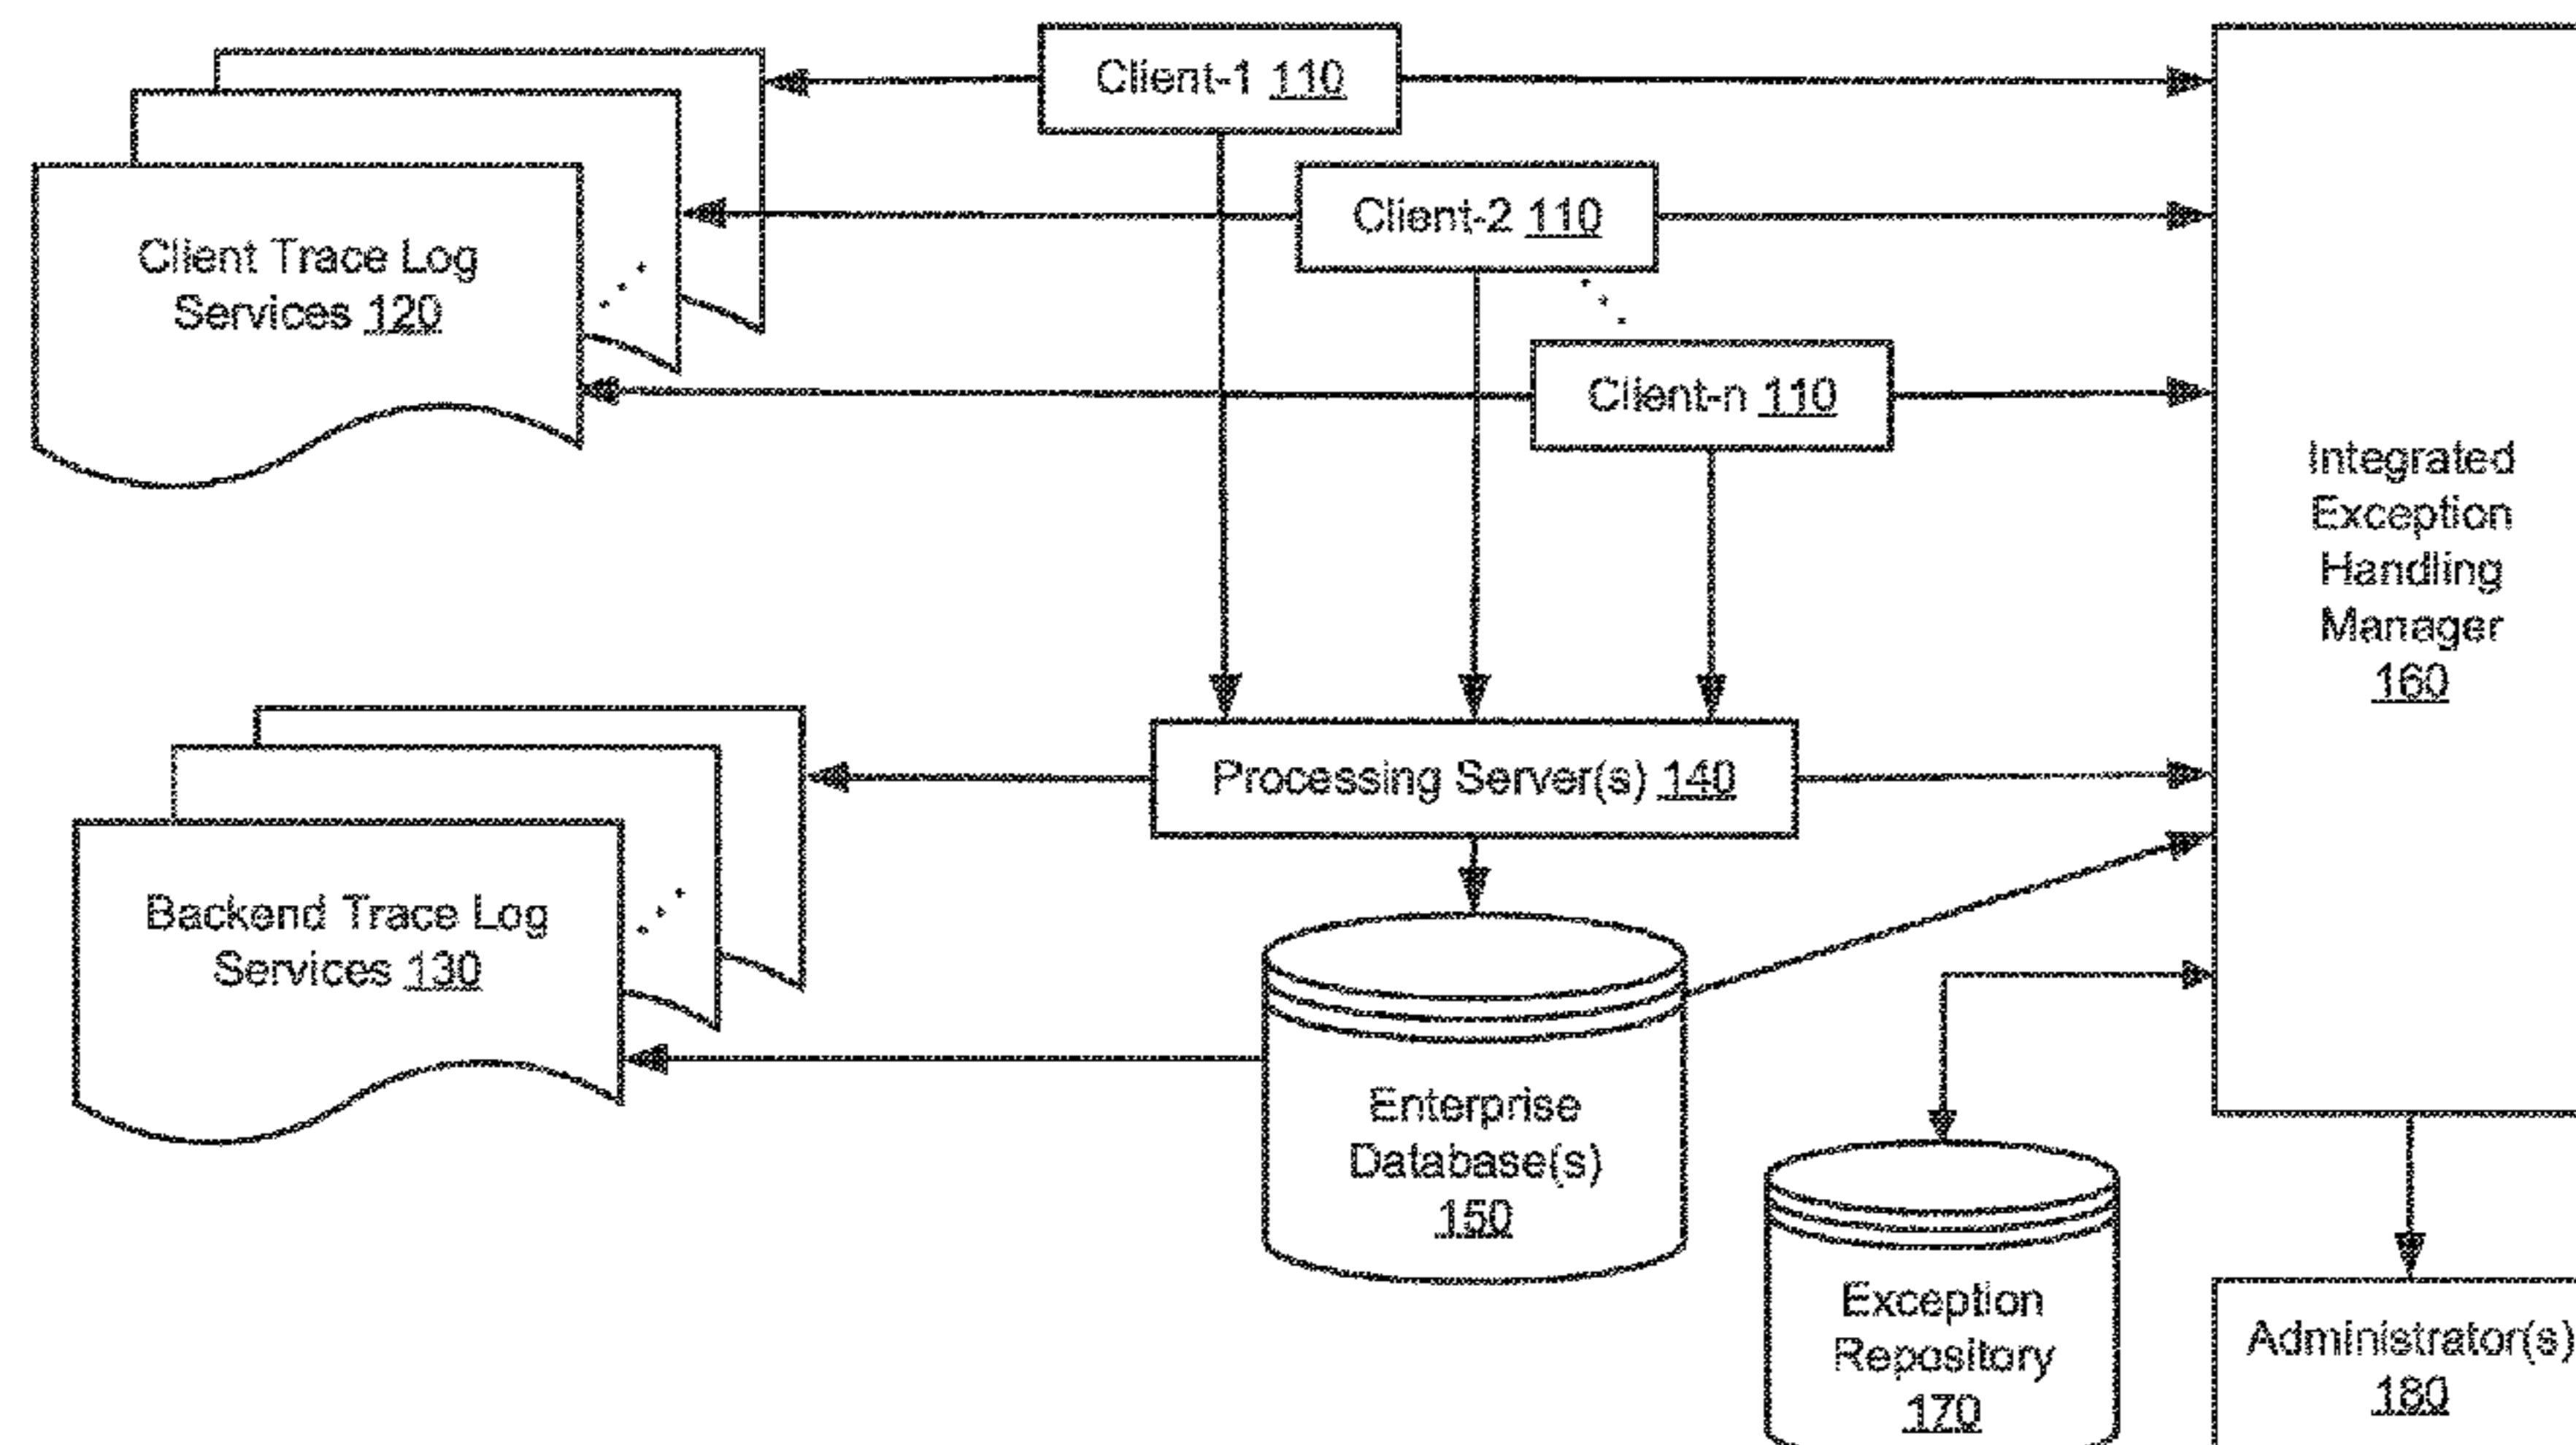 Client-1 110
Client-2 110
Client Trace Log
Services 120
Client-n 110
Integrated
Exception
Handling
Manager
160
Processing Server(s) 140
Backend Trace Log
Services 130
Enterprise
Database(s)
150
Exception
Repository
170
Administrator(s)
180